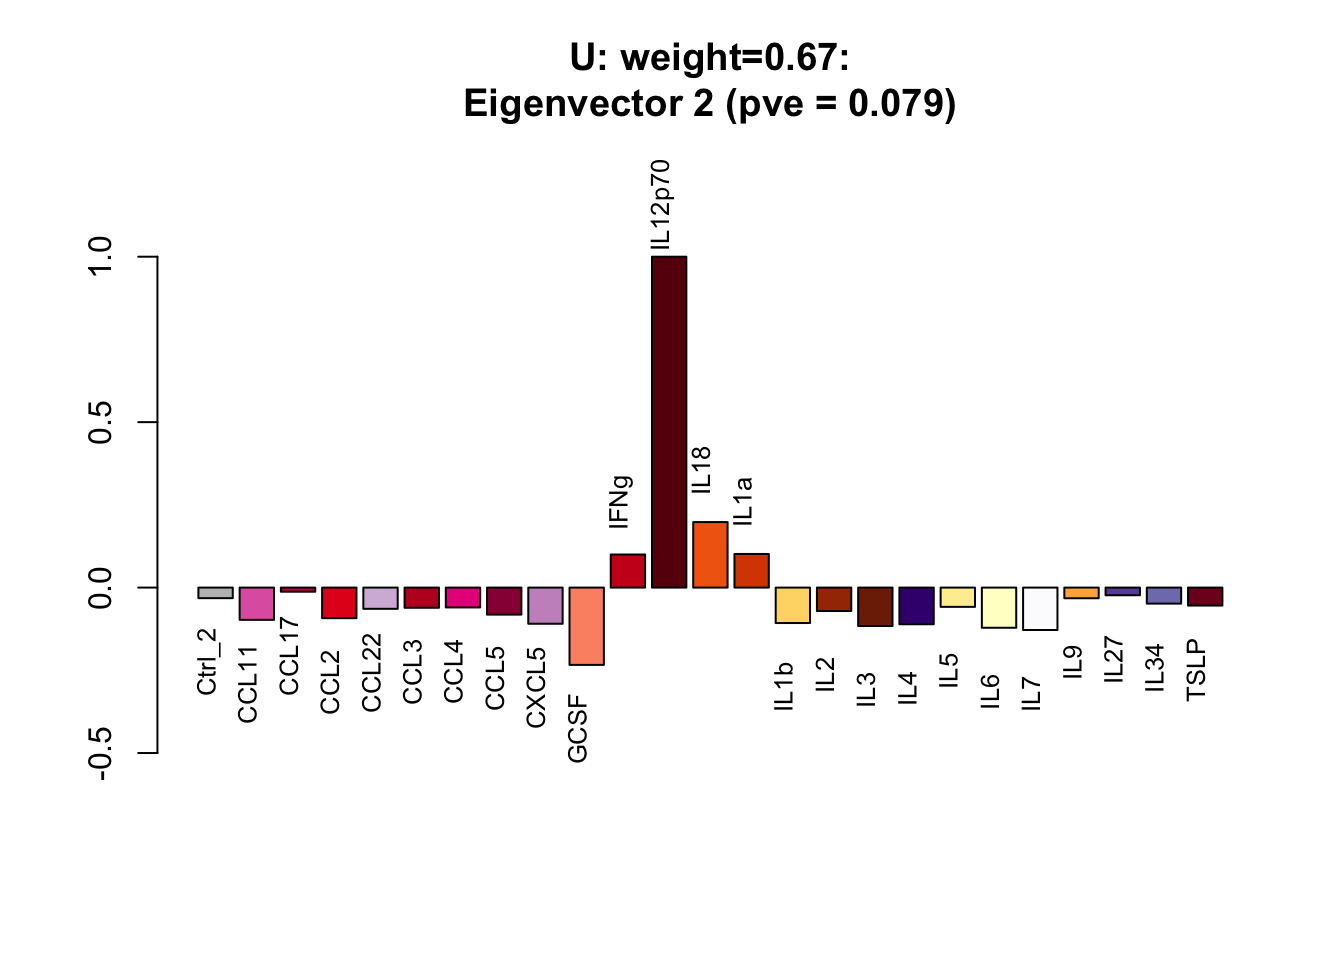 U: weight=0.67:
Eigenvector 2 (pve = 0.079)
1.0
0.5
0.0
-0.5
Ctrl_2
CCL11
CCL17
CCL2
CCL22
CCL3
CCL4
CCL5
CXCL5
GCSF
IFNg
IL12p70
IL18
IL1a
IL1b
IL2
IL3
IL4
IL5
IL6
IL7
IL9
IL27
IL34
TSLP